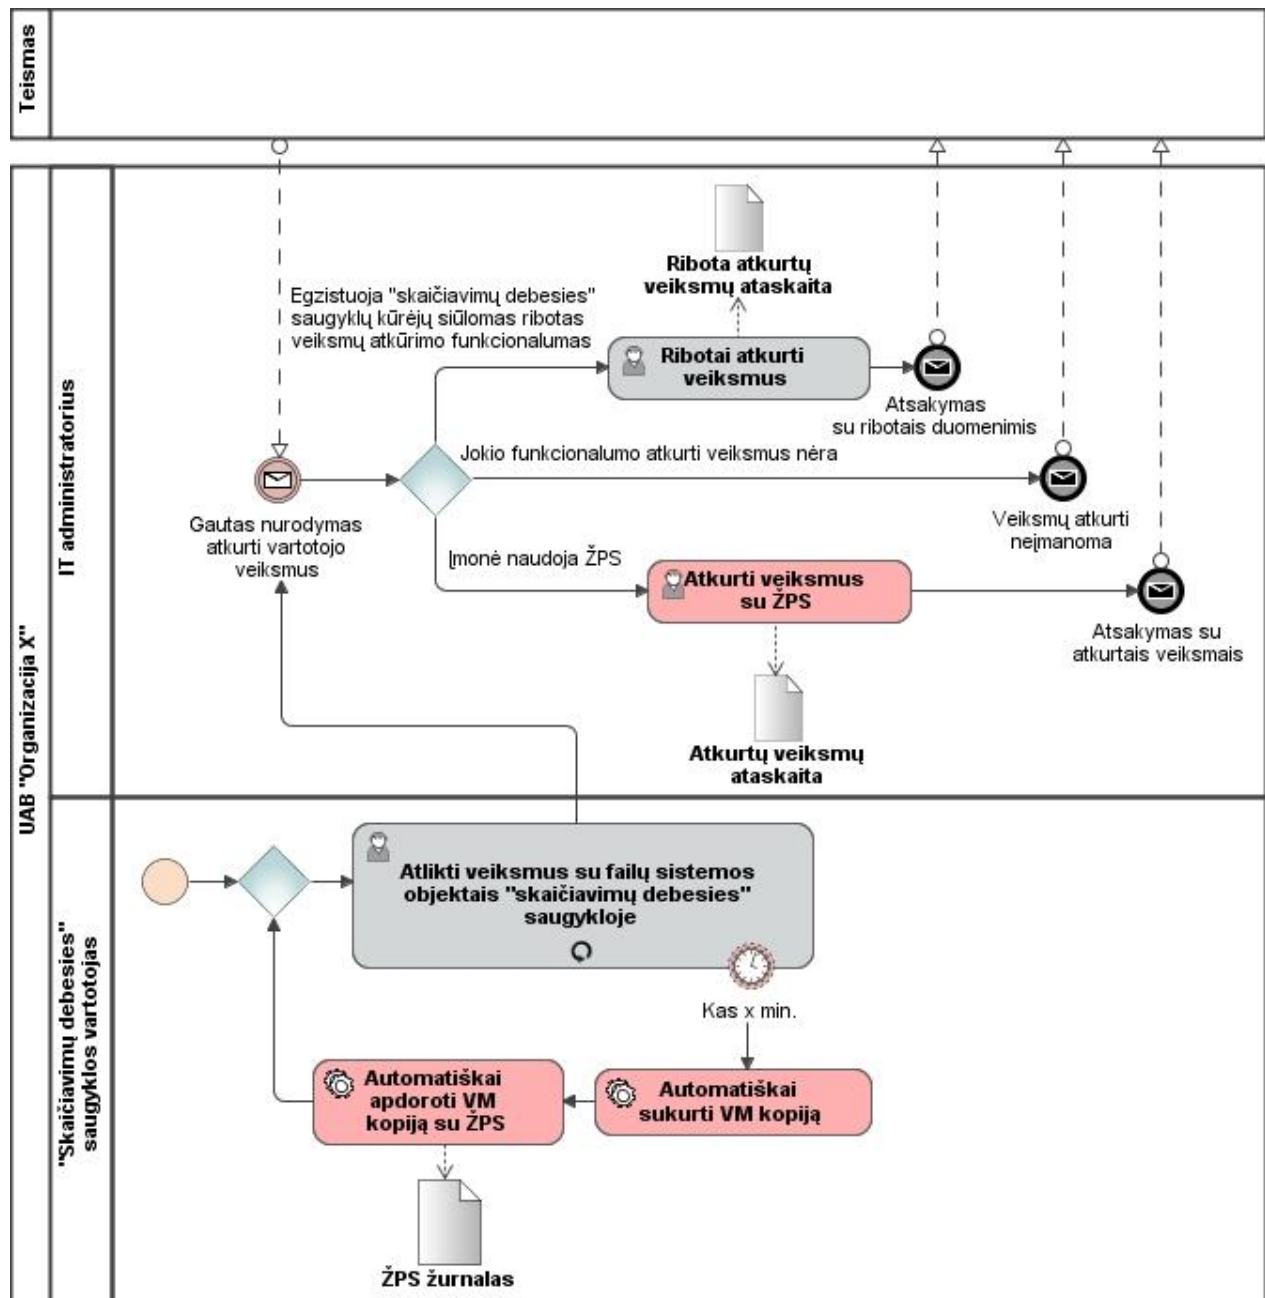 Teismas
UAB "Organizacija X"
IT administratorius
Ribota atkurtų
veiksmų ataskaita
Egzistuoja "skaičiavimų debesies"
saugyklų kūrėjų siūlomas ribotas
veiksmų atkūrimo funkcionalumas
Ribotai atkurti
veiksmus
Atsakymas
su ribotais duomenimis
Jokio funkcionalumo atkurti veiksmus nėra
Gautas nurodymas
atkurti vartotojo
veiksmus
Veiksmų atkurti
neįmanoma
Įmonė naudoja ŽPS
Atkurti veiksmus
su ŽPS
Atsakymas su
atkurtais veiksmais
Atkurtų veiksmų
ataskaita
"Skaičiavimų debesies"
saugyklos vartotojas
Atlikti veiksmus su failų sistemos
objektais "skaičiavimų debesies"
saugykloje
Kas x min.
Automatiškai
apdoroti VM
kopiją su ŽPS
Automatiškai
sukurti VM kopiją
ŽPS žurnalas